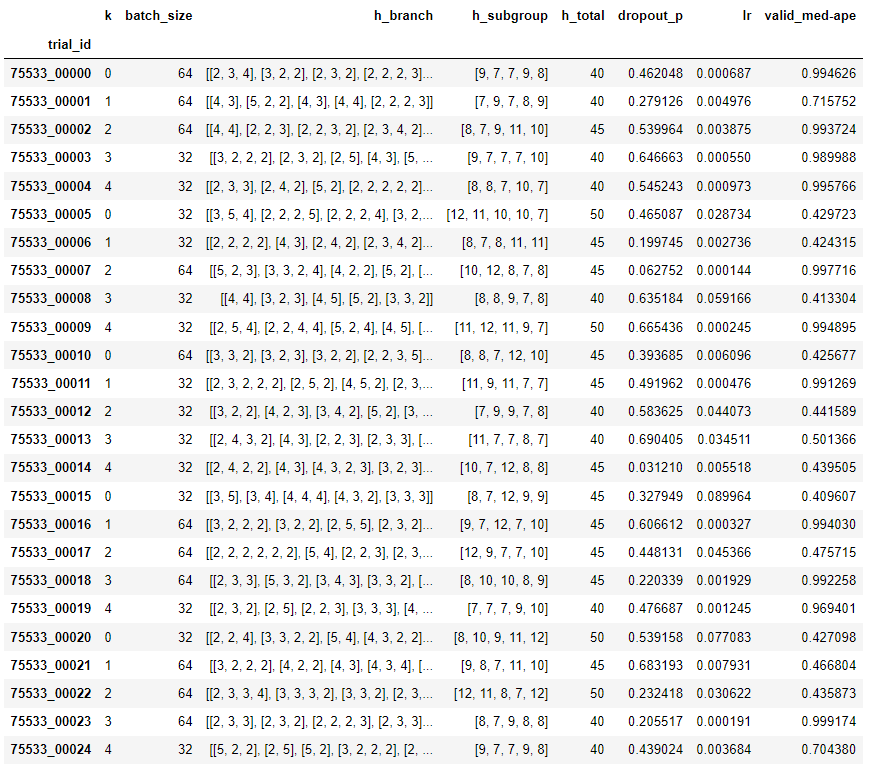 k batch_size h_branch h_subgroup h_total dropout_p lr valid_med-ape
trial_id
75533_00000 0 64 [[2, 3, 4], [3, 2, 2], [2, 3, 2], [2, 2, 2, 3]... [9, 7, 7, 9, 8] 40 0.462048 0.000687 0.994626
75533_00001 1 64 [[4, 3], [5, 2, 2], [4, 3], [4, 4], [2, 2, 2, 3]] [7, 9, 7, 8, 9] 40 0.279126 0.004976 0.715752
75533_00002 2 64 [[4, 4], [2, 2, 3], [2, 2, 3, 2], [2, 3, 4, 2]... [8, 7, 9, 11, 10] 45 0.539964 0.003875 0.993724
75533_00003 3 32 [[3, 2, 2, 2], [2, 3, 2], [2, 5], [4, 3], [5, ... [9, 7, 7, 7, 10] 40 0.646663 0.000550 0.989988
75533_00004 4 32 [[2, 3, 3], [2, 4, 2], [5, 2], [2, 2, 2, 2, 2]... [8, 8, 7, 10, 7] 40 0.545243 0.000973 0.995766
75533_00005 0 32 [[3, 5, 4], [2, 2, 2, 5], [2, 2, 2, 4], [3, 2,... [12, 11, 10, 10, 7] 50 0.465087 0.028734 0.429723
75533_00006 1 32 [[2, 2, 2, 2], [4, 3], [2, 4, 2], [2, 3, 4, 2]... [8, 7, 8, 11, 11] 45 0.199745 0.002736 0.424315
75533_00007 2 64 [[5, 2, 3], [3, 3, 2, 4], [4, 2, 2], [5, 2], [... [10, 12, 8, 7, 8] 45 0.062752 0.000144 0.997716
75533_00008 3 32 [[4, 4], [3, 2, 3], [4, 5], [5, 2], [3, 3, 2]] [8, 8, 9, 7, 8] 40 0.635184 0.059166 0.413304
75533_00009 4 32 [[2, 5, 4], [2, 2, 4, 4], [5, 2, 4], [4, 5], [... [11, 12, 11, 9, 7] 50 0.665436 0.000245 0.994895
75533_00010 0 64 [[3, 3, 2], [3, 2, 3], [3, 2, 2], [2, 2, 3, 5]... [8, 8, 7, 12, 10] 45 0.393685 0.006096 0.425677
75533_00011 1 32 [[2, 3, 2, 2, 2], [2, 5, 2], [4, 5, 2], [2, 3,... [11, 9, 11, 7, 7] 45 0.491962 0.000476 0.991269
75533_00012 2 32 [[3, 2, 2], [4, 2, 3], [3, 4, 2], [5, 2], [3, ... [7, 9, 9, 7, 8] 40 0.583625 0.044073 0.441589
75533_00013 3 32 [[2, 4, 3, 2], [4, 3], [2, 2, 3], [2, 3, 3], [... [11, 7, 7, 8, 7] 40 0.690405 0.034511 0.501366
75533_00014 4 32 [[2, 4, 2, 2], [4, 3], [4, 3, 2, 3], [3, 2, 3]... [10, 7, 12, 8, 8] 45 0.031210 0.005518 0.439505
75533_00015 0 32 [[3, 5], [3, 4], [4, 4, 4], [4, 3, 2], [3, 3, 3]] [8, 7, 12, 9, 9] 45 0.327949 0.089964 0.409607
75533_00016 1 64 [[3, 2, 2, 2], [3, 2, 2], [2, 5, 5], [2, 3, 2]... [9, 7, 12, 7, 10] 45 0.606612 0.000327 0.994030
75533_00017 2 32 [[2, 2, 2, 2, 2, 2], [5, 4], [2, 2, 3], [2, 3,... [12, 9, 7, 7, 10] 45 0.448131 0.045366 0.475715
75533_00018 3 64 [[2, 3, 3], [5, 3, 2], [3, 4, 3], [3, 3, 2], [... [8, 10, 10, 8, 9] 45 0.220339 0.001929 0.992258
75533_00019 4 32 [[2, 3, 2], [2, 5], [2, 2, 3], [3, 3, 3], [4, ... [7, 7, 7, 9, 10] 40 0.476687 0.001245 0.969401
75533_00020 0 32 [[2, 2, 4], [3, 3, 2, 2], [5, 4], [4, 3, 2, 2]... [8, 10, 9, 11, 12] 50 0.539158 0.077083 0.427098
75533_00021 1 64 [[3, 2, 2, 2], [4, 2, 2], [4, 3], [4, 3, 4], [... [9, 8, 7, 11, 10] 45 0.683193 0.007931 0.466804
75533_00022 2 64 [[2, 3, 3, 4], [3, 3, 3, 2], [3, 3, 2], [2, 3,... [12, 11, 8, 7, 12] 50 0.232418 0.030622 0.435873
75533_00023 3 64 [[2, 3, 3], [2, 3, 2], [2, 2, 2, 3], [2, 3, 3]... [8, 7, 9, 8, 8] 40 0.205517 0.000191 0.999174
75533_00024 4 32 [[5, 2, 2], [2, 5], [5, 2], [3, 2, 2, 2], [2, ... [9, 7, 7, 9, 8] 40 0.439024 0.003684 0.704380